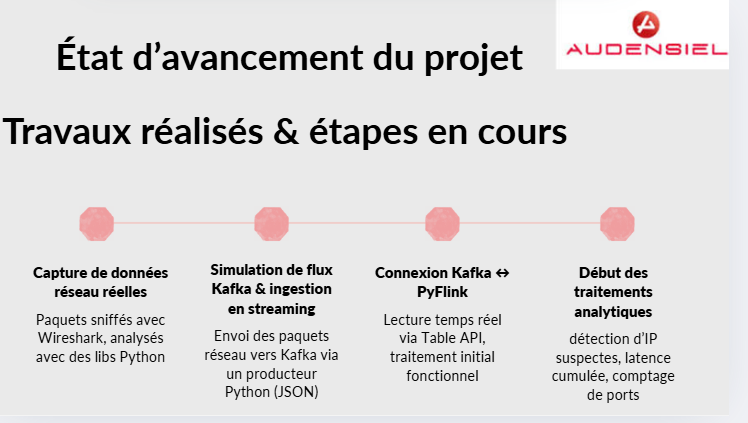 État d’avancement du projet
AUDENSIEL
Travaux réalisés & étapes en cours
Capture de données
réseau réelles
Paquets sniffés avec
Wireshark, analysés
avec des libs Python
Simulation de flux
Kafka & ingestion
en streaming
Envoi des paquets
réseau vers Kafka via
un producteur
Python (JSON)
Connexion Kafka ↔
PyFlink
Lecture temps réel
via Table API,
traitement initial
fonctionnel
Début des
traitements
analytiques
détection d’IP
suspectes, latence
cumulée, comptage
de ports